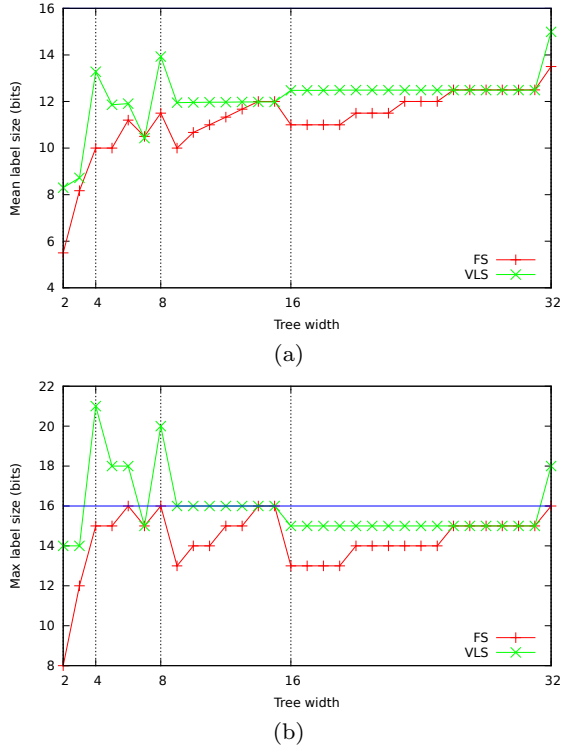 16
14
12
10
8
6
4
Mean label size (bits)
FS
VLS
2 4 8 16 32
Tree width
(a)
22
20
18
16
14
12
10
8
Max label size (bits)
FS
VLS
2 4 8 16 32
Tree width
(b)